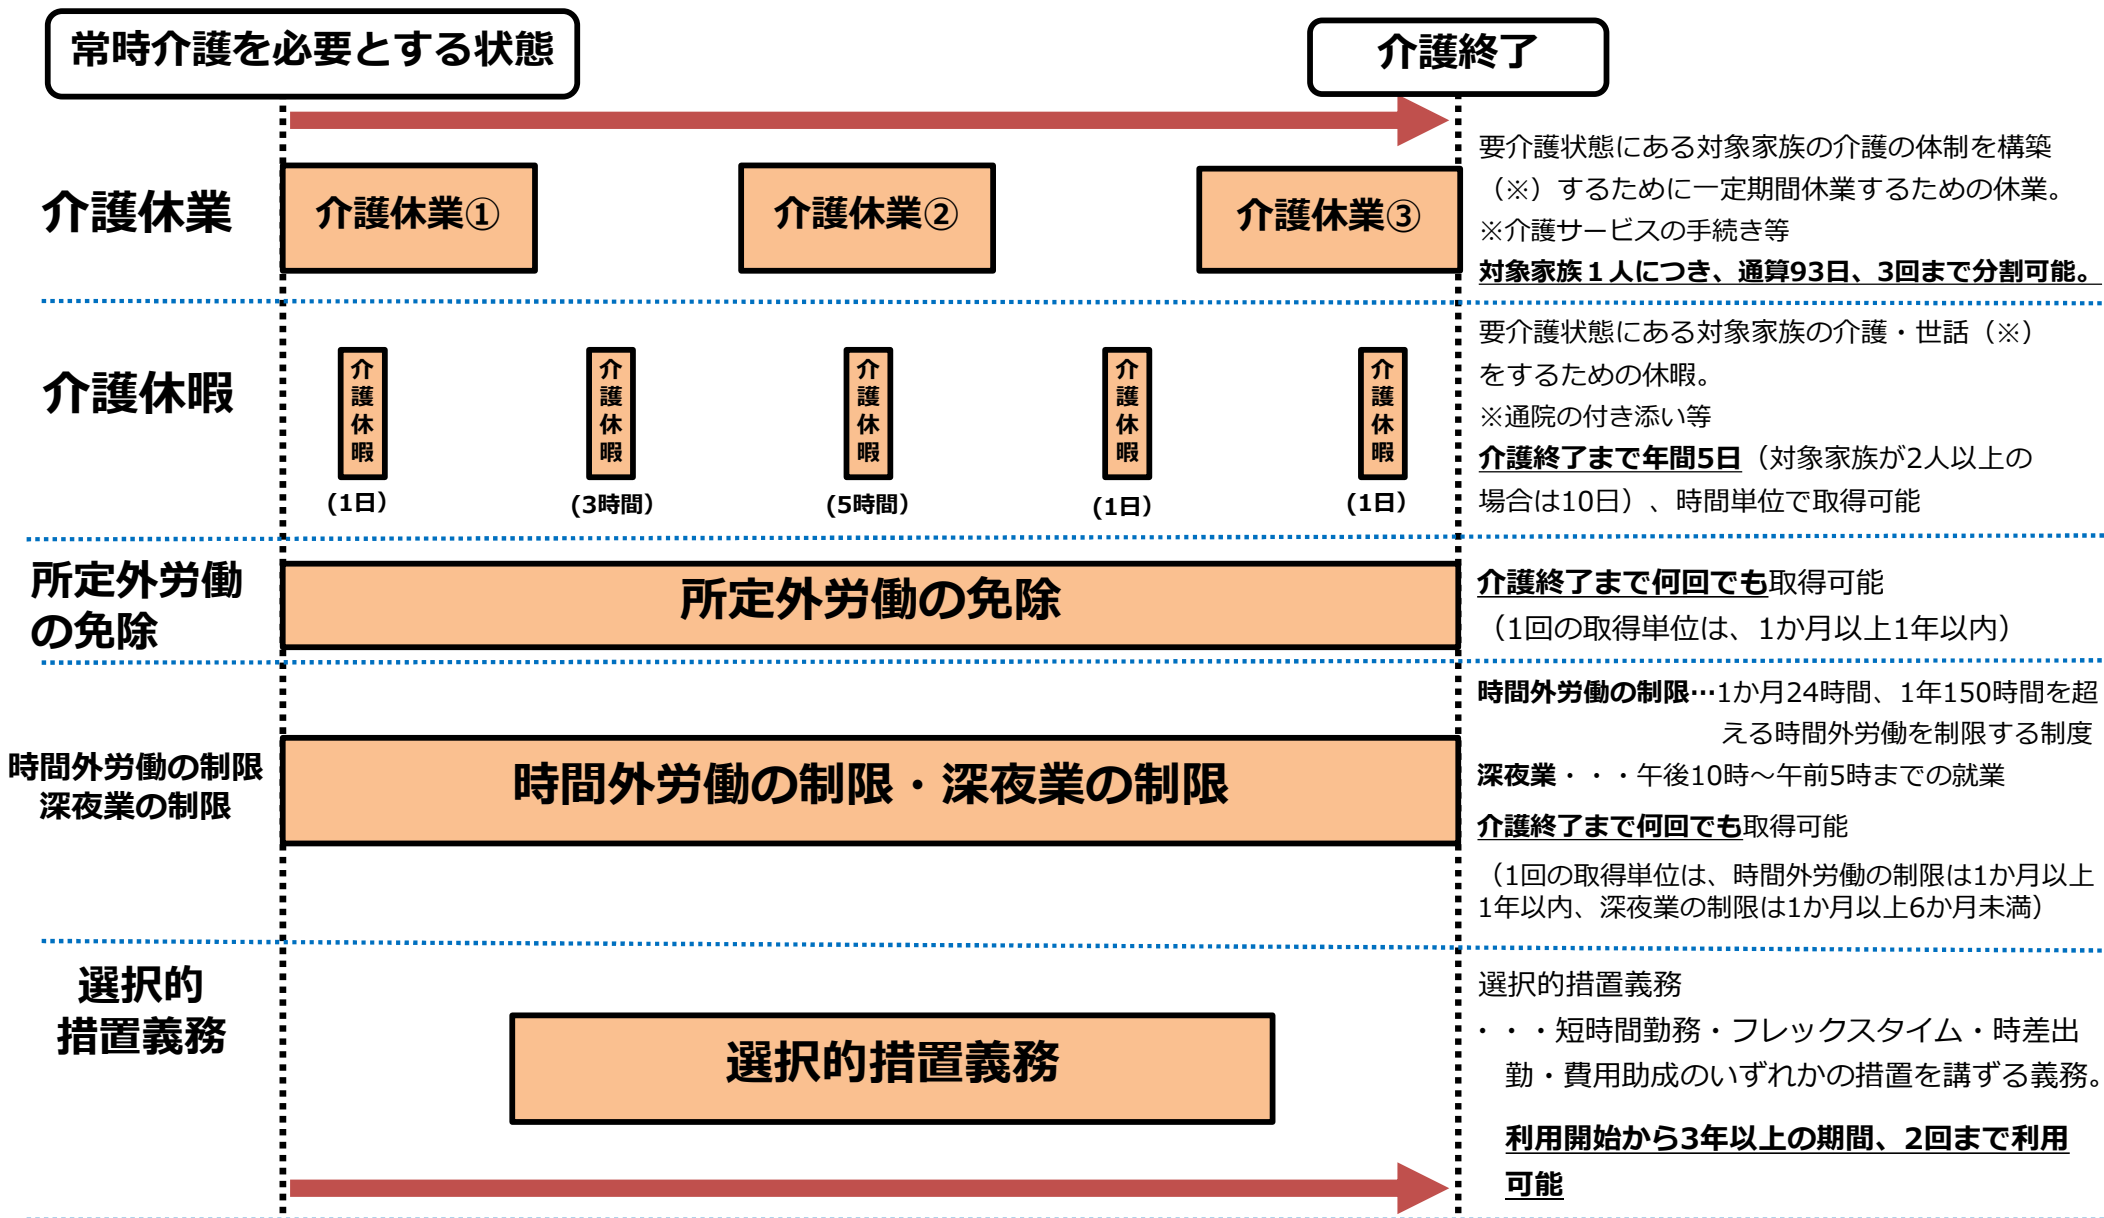 常時介護を必要とする状態
介護終了
介護休業
介護休業①
介護休業②
介護休業③
要介護状態にある対象家族の介護の体制を構築
（※）するために一定期間休業するための休業。
※介護サービスの手続き等
対象家族１人につき、通算93日、3回まで分割可能。
介護休暇
介護休暇
(1日）
介護休暇
(3時間）
介護休暇
(5時間）
介護休暇
(1日）
介護休暇
(1日）
要介護状態にある対象家族の介護・世話（※）
をするための休暇。
※通院の付き添い等
介護終了まで年間5日（対象家族が2人以上の
場合は10日）、時間単位で取得可能
所定外労働
の免除
所定外労働の免除
介護終了まで何回でも取得可能
（1回の取得単位は、1か月以上1年以内）
時間外労働の制限
深夜業の制限
時間外労働の制限・深夜業の制限
時間外労働の制限…1か月24時間、1年150時間を超
える時間外労働を制限する制度
深夜業・・・午後10時～午前5時までの就業
介護終了まで何回でも取得可能
（1回の取得単位は、時間外労働の制限は1か月以上
1年以内、深夜業の制限は1か月以上6か月未満）
選択的
措置義務
選択的措置義務
選択的措置義務
・・・短時間勤務・フレックスタイム・時差出
勤・費用助成のいずれかの措置を講ずる義務。
利用開始から3年以上の期間、2回まで利用
可能